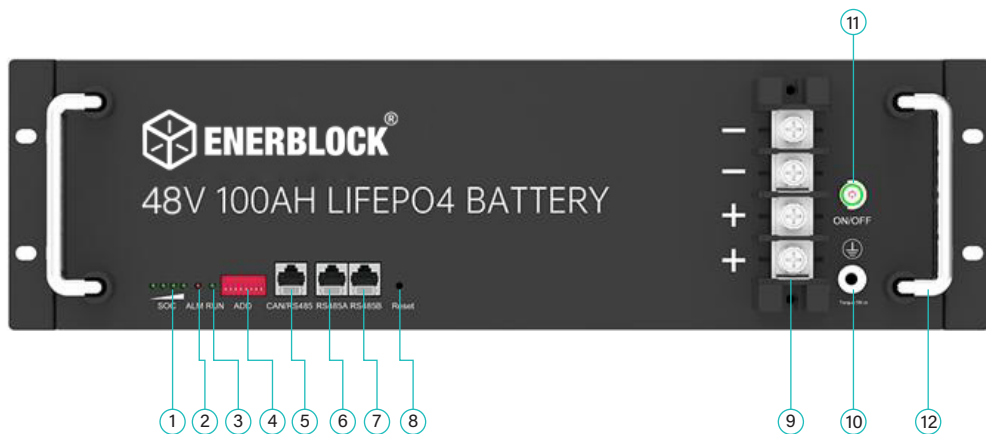 11
ENERBLOCK®
48V 100AH LIFEPO4 BATTERY
−
−
+
+
ON/OFF
SOC ALM RUN ADD CAN/RS485 RS485A RS485B Reset
1 2 3 4 5 6 7 8 9 10 12